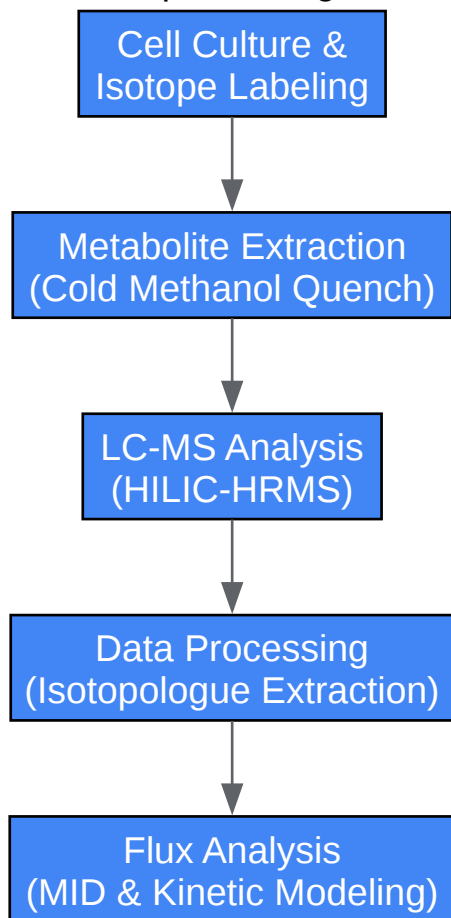 Cell Culture &
Isotope Labeling
Metabolite Extraction
(Cold Methanol Quench)
LC-MS Analysis
(HILIC-HRMS)
Data Processing
(Isotopologue Extraction)
Flux Analysis
(MID & Kinetic Modeling)